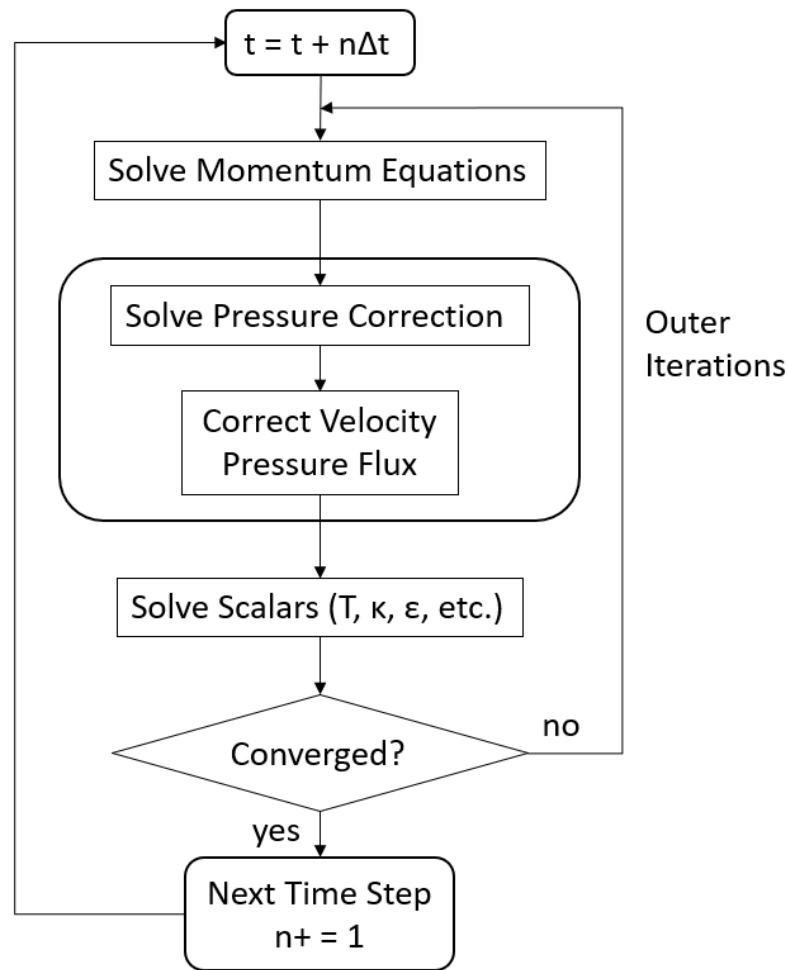 t = t + nΔt
Solve Momentum Equations
Solve Pressure Correction
Outer
Iterations
Correct Velocity
Pressure Flux
Solve Scalars (T, κ, ε, etc.)
no
Converged?
yes
Next Time Step
n+ = 1